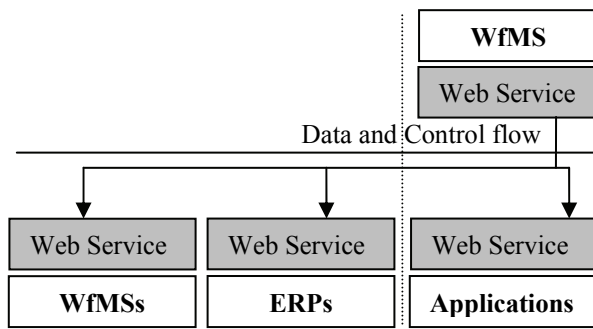 WfMS
Web Service
Data and Control flow
Web Service Web Service Web Service
WfMSs ERPs Applications